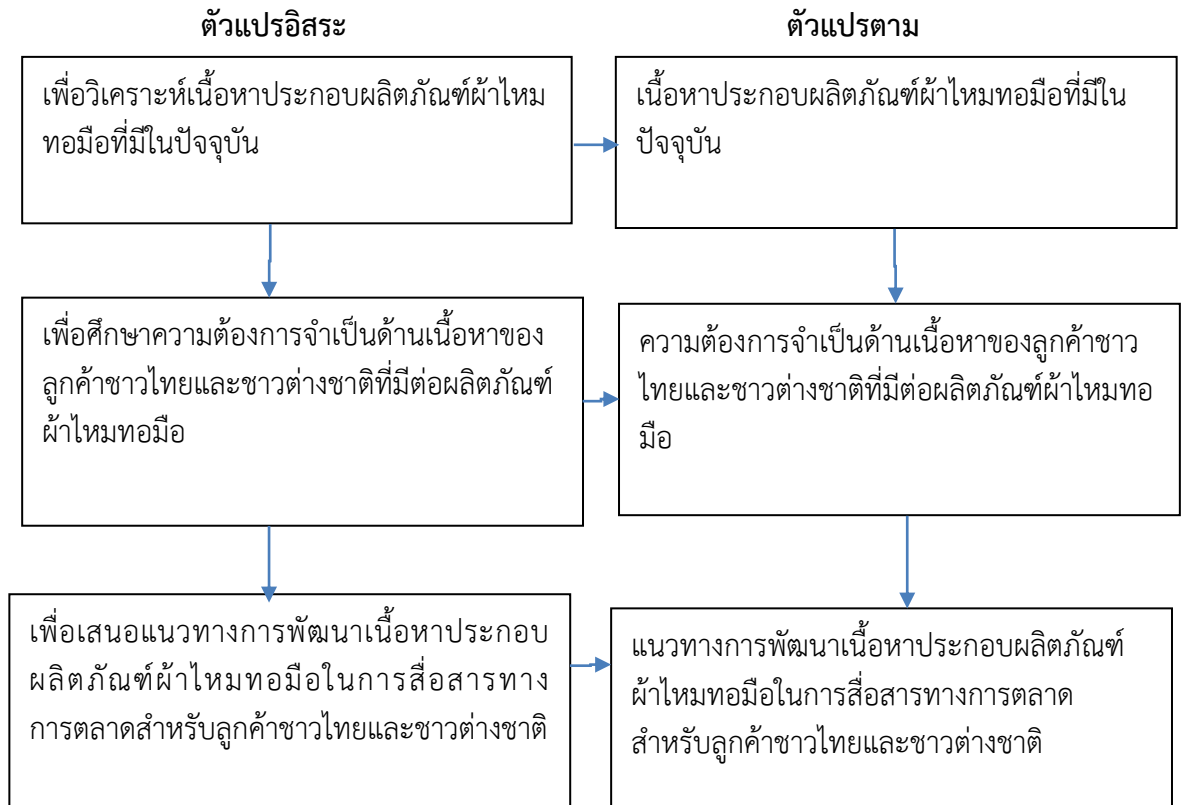 ตัวแปรอิสระ
ตัวแปรตาม
เพื่อวิเคราะห์เนื้อหาประกอบผลิตภัณฑ์ผ้าไหม
ทอมือที่มีในปัจจุบัน
เนื้อหาประกอบผลิตภัณฑ์ผ้าไหมทอมือที่มีใน
ปัจจุบัน
เพื่อศึกษาความต้องการจำเป็นด้านเนื้อหาของ
ลูกค้าชาวไทยและชาวต่างชาติที่มีต่อผลิตภัณฑ์
ผ้าไหมทอมือ
ความต้องการจำเป็นด้านเนื้อหาของลูกค้าชาว
ไทยและชาวต่างชาติที่มีต่อผลิตภัณฑ์ผ้าไหมทอ
มือ
เพื่อเสนอแนวทางการพัฒนาเนื้อหาประกอบ
ผลิตภัณฑ์ผ้าไหมทอมือในการสื่อสารทาง
การตลาดสำหรับลูกค้าชาวไทยและชาวต่างชาติ
แนวทางการพัฒนาเนื้อหาประกอบผลิตภัณฑ์
ผ้าไหมทอมือในการสื่อสารทางการตลาด
สำหรับลูกค้าชาวไทยและชาวต่างชาติ